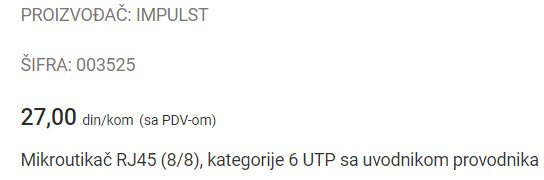 PROIZVOĐAČ: IMPULST
ŠIFRA: 003525
27,00 din/kom (sa PDV-om)
Mikroutikač RJ45 (8/8), kategorije 6 UTP sa uvodnikom provodnika